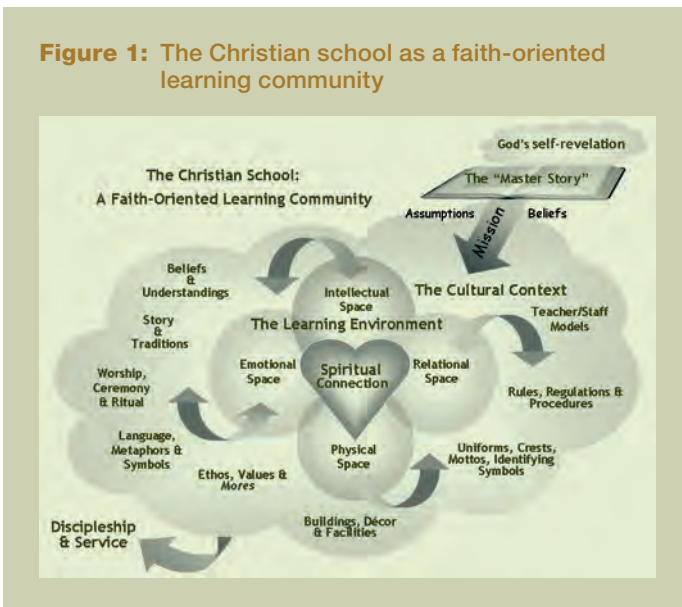 Figure 1: The Christian school as a faith-oriented
learning community
God's self-revelation
The Christian School:
A Faith-Oriented Learning Community
The "Master Story"
Assumptions
Mission
Beliefs
Beliefs
&
Understandings
Intellectual
Space
The Cultural Context
Story
&
Traditions
The Learning Environment
Teacher/Staff
Models
Worship,
Ceremony
& Ritual
Emotional
Space
Spiritual
Connection
Relational
Space
Rules, Regulations &
Procedures
Language,
Metaphors &
Symbols
Ethos, Values &
Mores
Physical
Space
Uniforms, Crests,
Mottos, Identifying
Symbols
Buildings, Décor
& Facilities
Discipleship
& Service